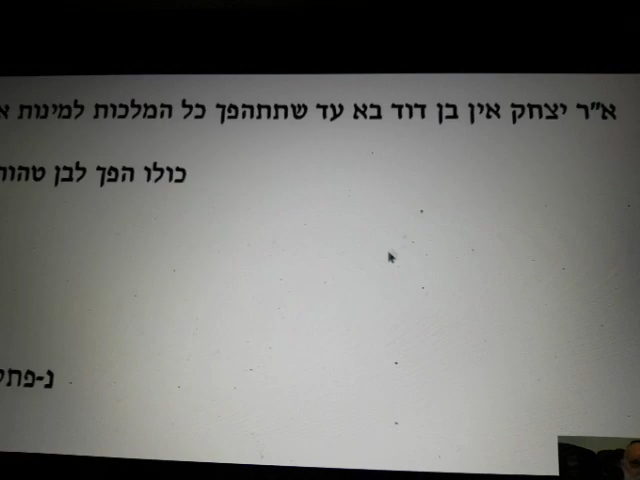 א"ר יצחק אין בן דוד בא עד שתתהפך כל המלכות למינות
כולו הפך לבן